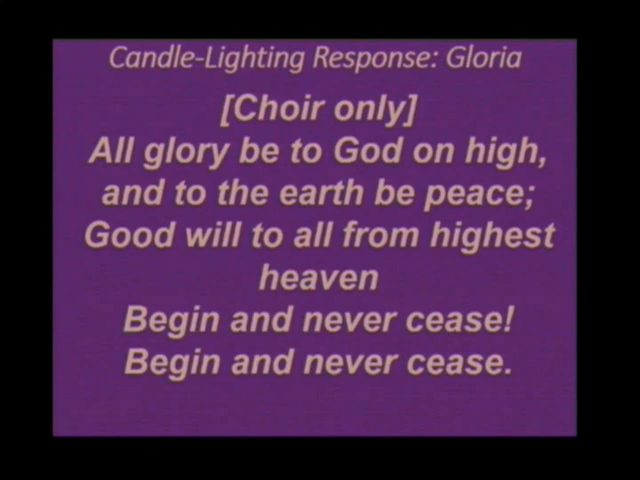 Candle-Lighting Response: Gloria
[Choir only]
All glory be to God on high,
and to the earth be peace;
Good will to all from highest
heaven
Begin and never cease!
Begin and never cease.